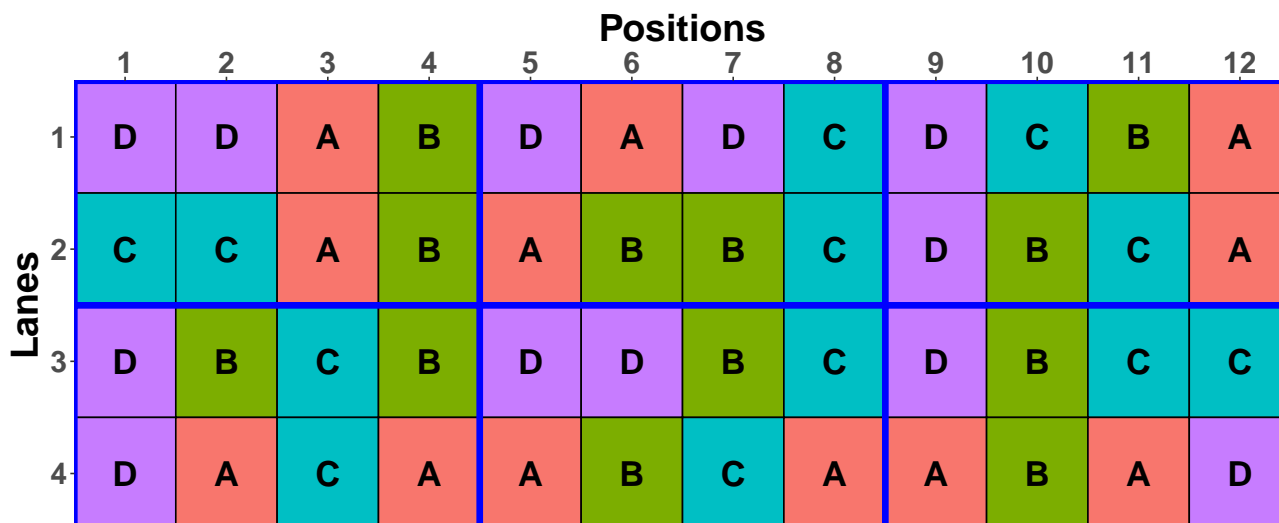 Positions
1 2 3 4 5 6 7 8 9 10 11 12
Lanes
1 D D A B D A D C D C B A
2 C C A B A B B C D B C A
3 D B C B D D B C D B C C
4 D A C A A B C A A B A D